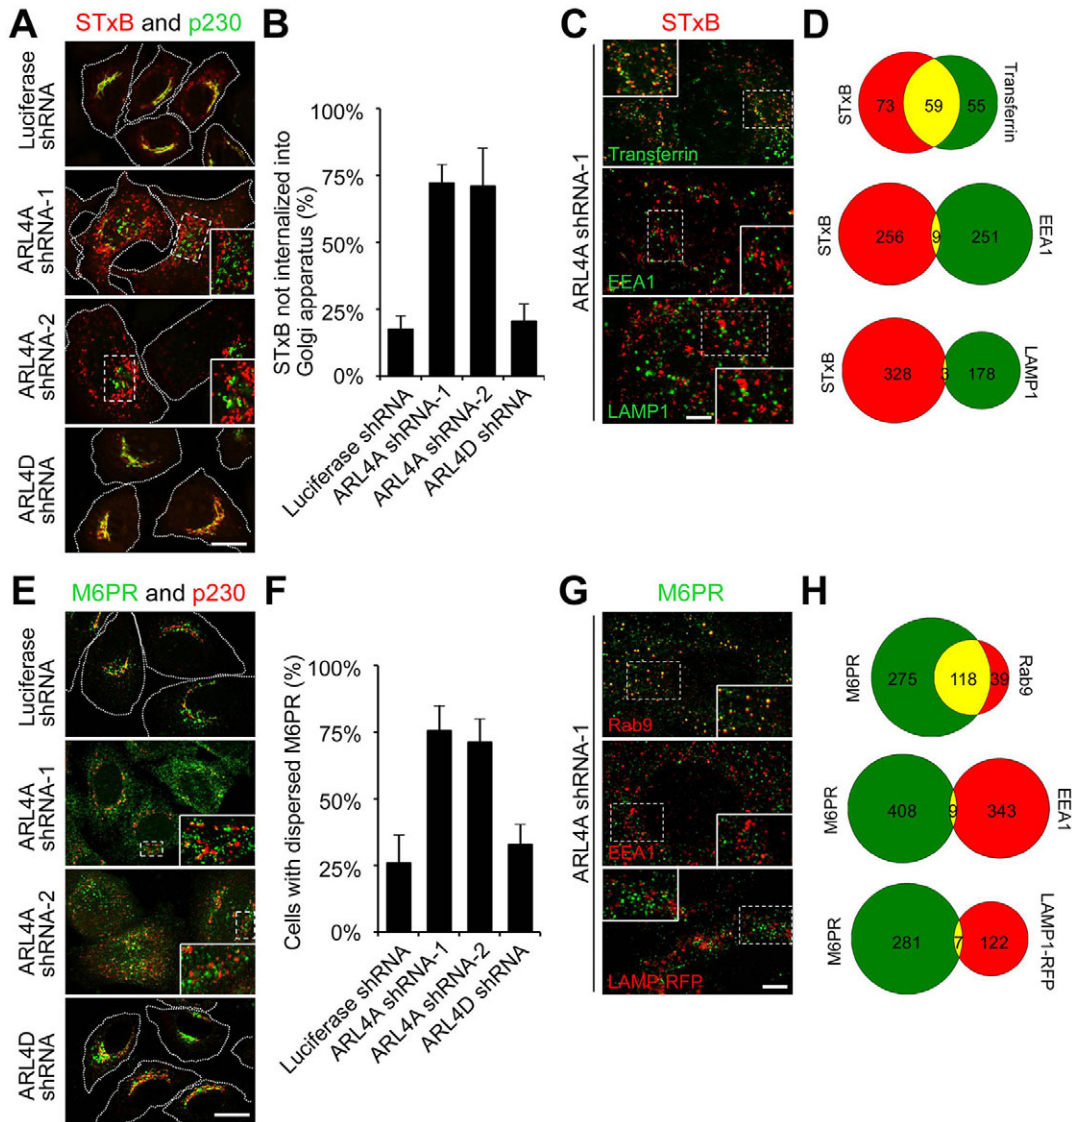 A
STxB and p230
Luciferase
shRNA
ARL4A
shRNA-1
ARL4A
shRNA-2
ARL4D
shRNA
B
STxB not internalized into
Golgi apparatus (%)
100%
75%
50%
25%
0%
Luciferase shRNA
ARL4A shRNA-1
ARL4A shRNA-2
ARL4D shRNA
C
STxB
ARL4A shRNA-1
Transferrin
EEA1
LAMP1
D
STxB
73
59
55
Transferrin
STxB
256
9
251
EEA1
STxB
328
3
178
LAMP1
E
M6PR and p230
Luciferase
shRNA
ARL4A
shRNA-1
ARL4A
shRNA-2
ARL4D
shRNA
F
Cells with dispersed M6PR (%)
100%
75%
50%
25%
0%
Luciferase shRNA
ARL4A shRNA-1
ARL4A shRNA-2
ARL4D shRNA
G
M6PR
ARL4A shRNA-1
Rab9
EEA1
LAMP-RFP
H
M6PR
275
118
39
Rab9
M6PR
408
9
343
EEA1
M6PR
281
7
122
LAMP1-RFP